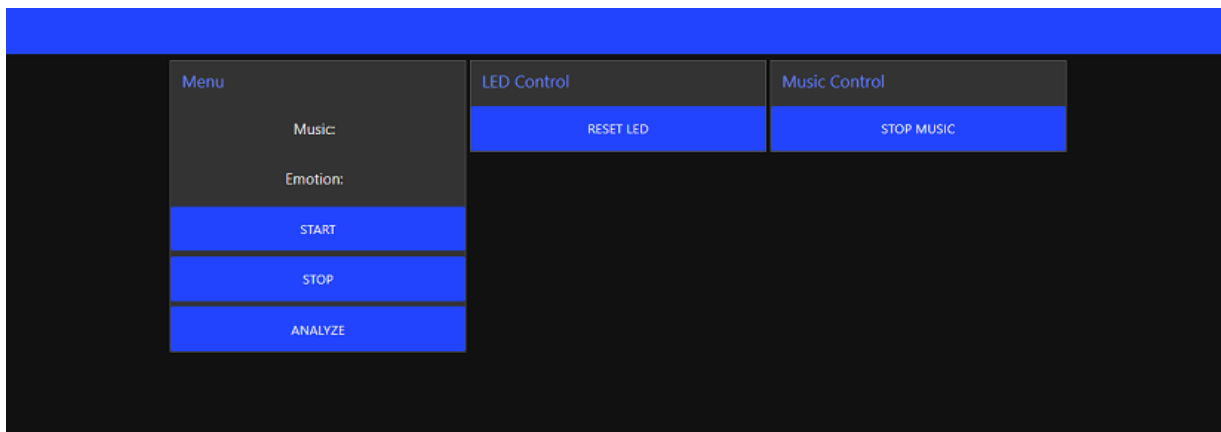 Menu
Music:
Emotion:
START
STOP
ANALYZE
LED Control
RESET LED
Music Control
STOP MUSIC